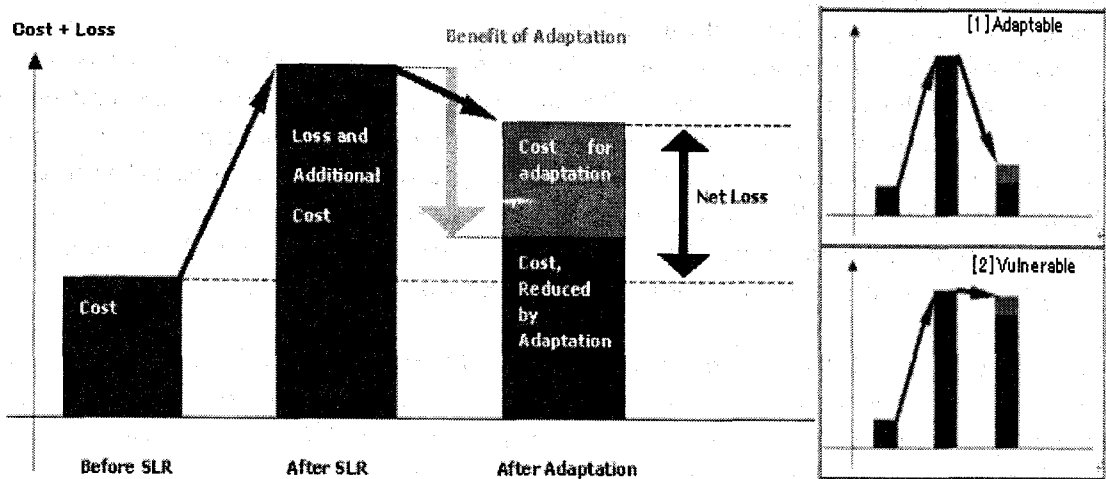 Cost + Loss
Benefit of Adaptation
Loss and
Additional
Cost
Cost for
adaptation
Net Loss
Cost
Cost,
Reduced
by
Adaptation
Before SLR
After SLR
After Adaptation
[1] Adaptable
[2] Vulnerable